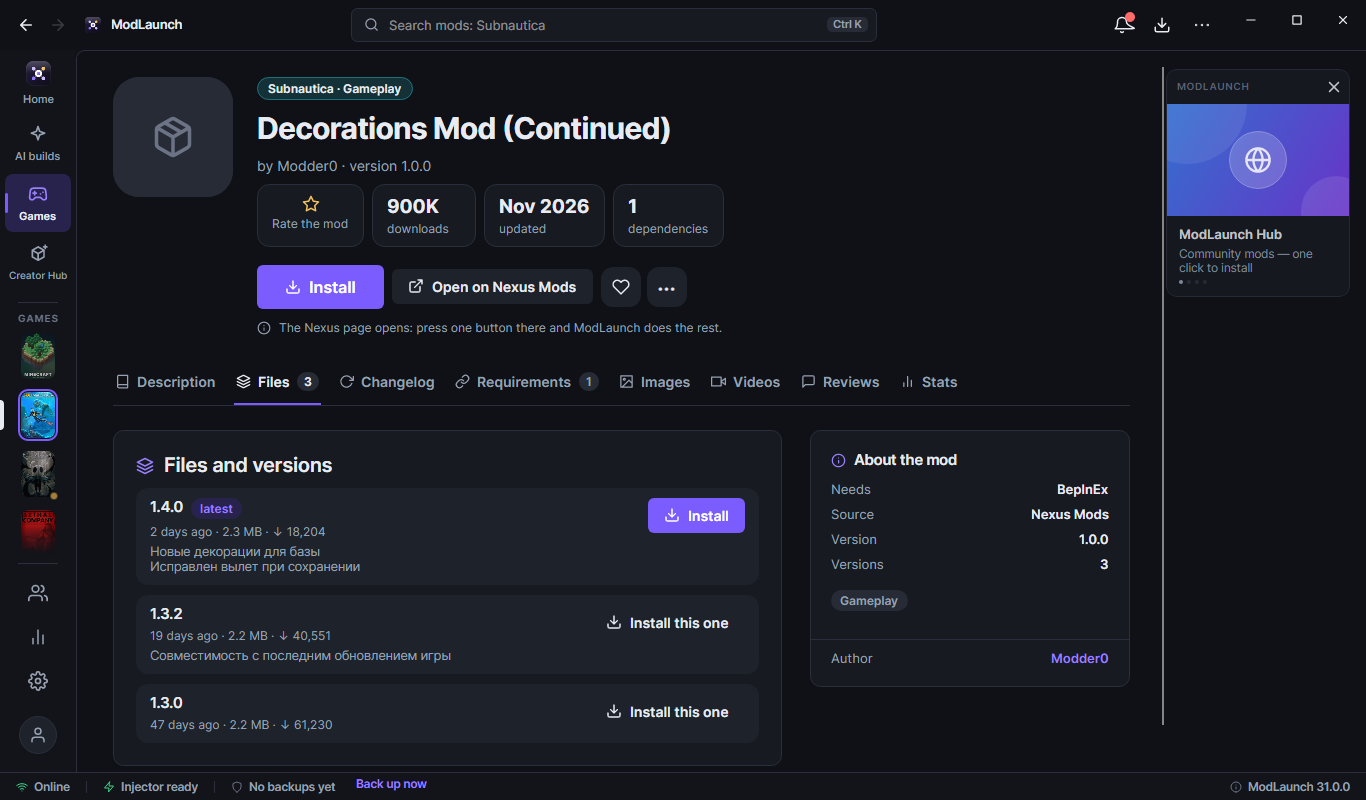 ModLaunch
Search mods: Subnautica
Ctrl K
Home
AI builds
Games
Creator Hub
GAMES
MINECRAFT
LETHAL
COMPANY
Subnautica · Gameplay
Decorations Mod (Continued)
by Modder0 · version 1.0.0
Rate the mod
900K
downloads
Nov 2026
updated
1
dependencies
Install
Open on Nexus Mods
The Nexus page opens: press one button there and ModLaunch does the rest.
Description
Files 3
Changelog
Requirements 1
Images
Videos
Reviews
Stats
Files and versions
1.4.0 latest
2 days ago · 2.3 MB · ↓ 18,204
Новые декорации для базы
Исправлен вылет при сохранении
Install
1.3.2
19 days ago · 2.2 MB · ↓ 40,551
Совместимость с последним обновлением игры
Install this one
1.3.0
47 days ago · 2.2 MB · ↓ 61,230
Install this one
About the mod
Needs BepInEx
Source Nexus Mods
Version 1.0.0
Versions 3
Gameplay
Author Modder0
MODLAUNCH
ModLaunch Hub
Community mods — one
click to install
Online
Injector ready
No backups yet
Back up now
ModLaunch 31.0.0